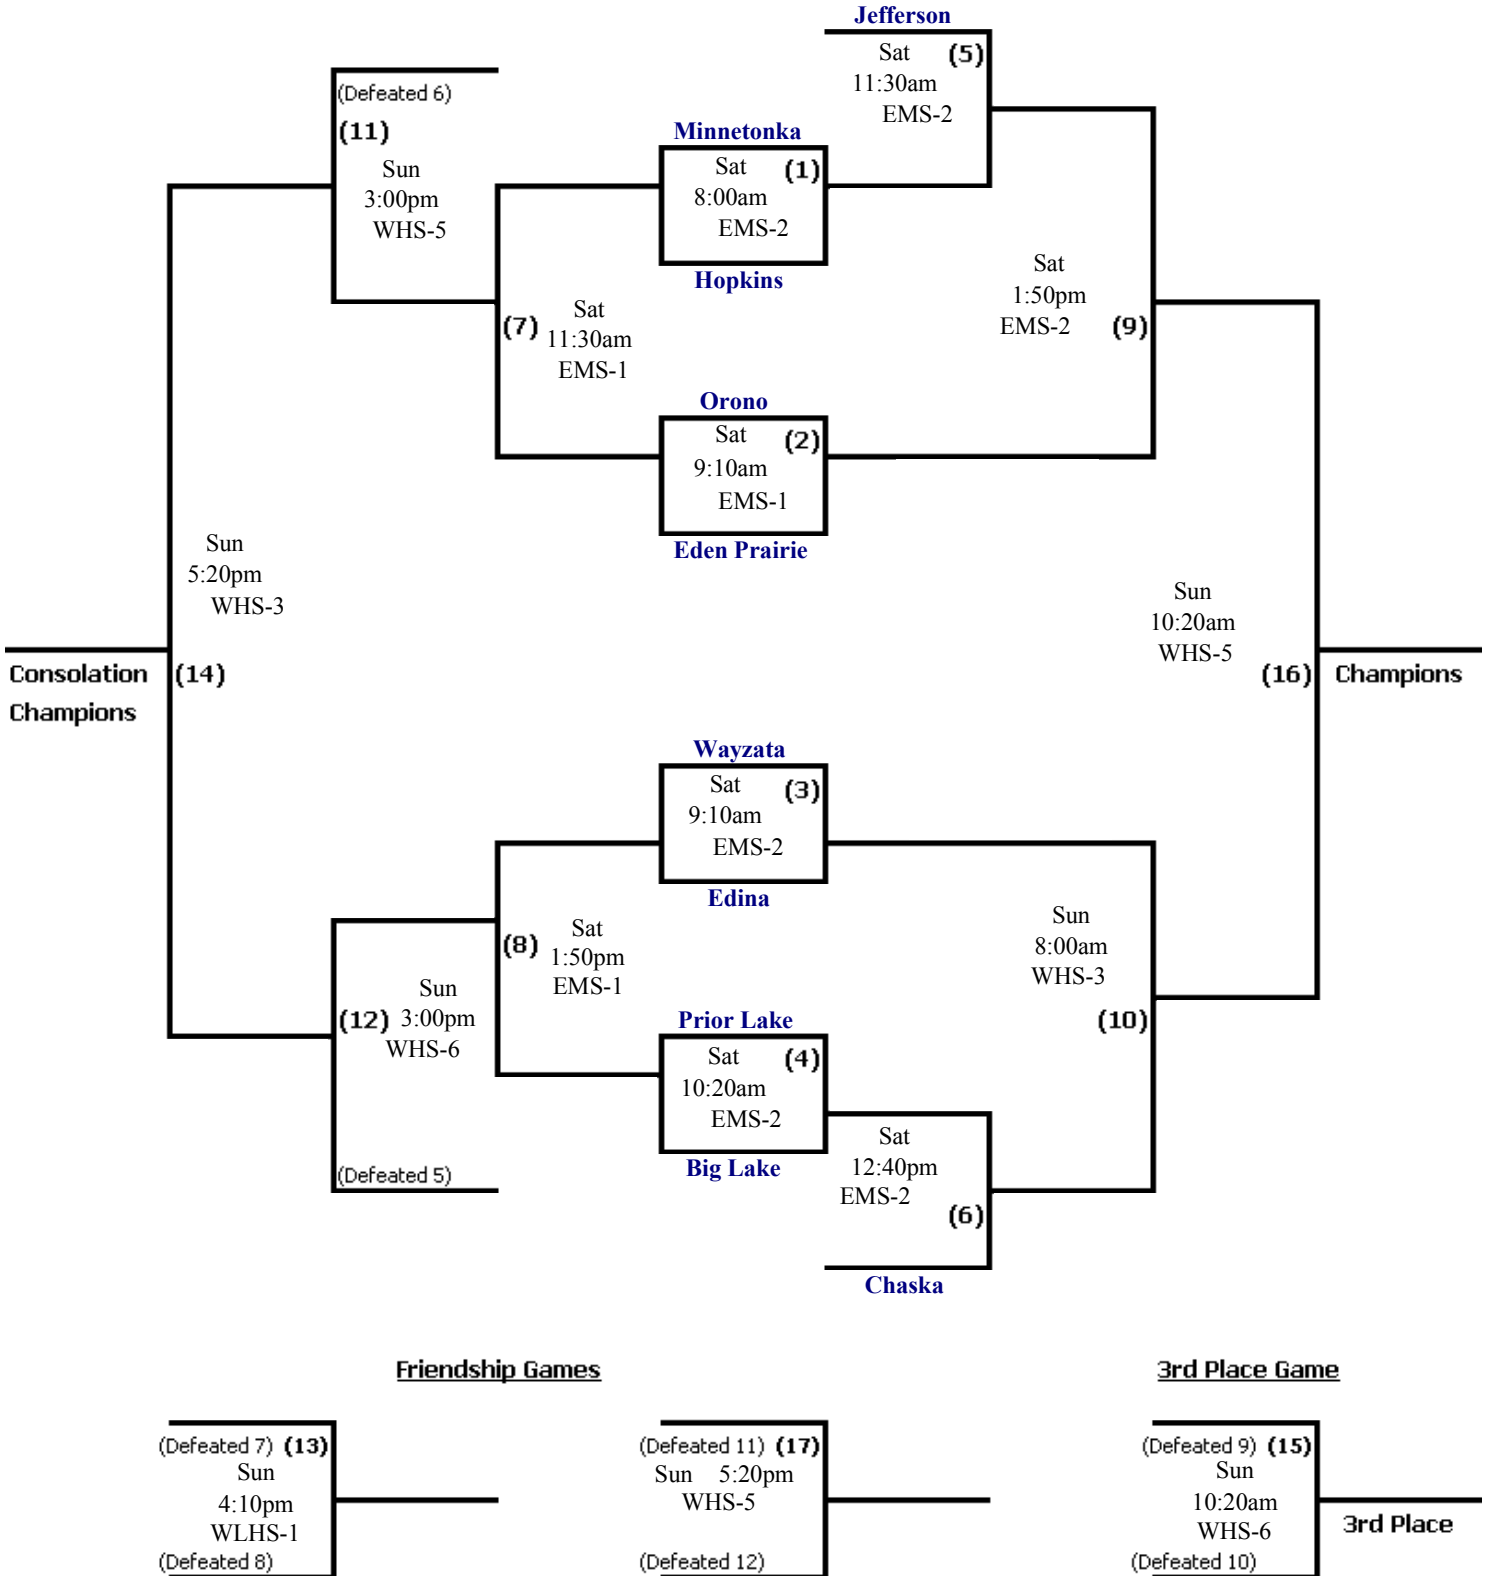 Jefferson
Sat (5)
11:30am
EMS-2
(Defeated 6)
(11)
Sun
3:00pm
WHS-5
Minnetonka
Sat (1)
8:00am
EMS-2
Hopkins
Sat
1:50pm
EMS-2 (9)
(7) Sat
11:30am
EMS-1
Orono
Sat (2)
9:10am
EMS-1
Eden Prairie
Sun
5:20pm
WHS-3
Consolation (14)
Champions
Sun
10:20am
WHS-5
(16) Champions
Wayzata
Sat (3)
9:10am
EMS-2
Edina
(8) Sat
1:50pm
EMS-1
Sun
8:00am
WHS-3
(10)
Sun
(12) 3:00pm
WHS-6
Prior Lake
Sat (4)
10:20am
EMS-2
Big Lake
(Defeated 5)
Sat
12:40pm
EMS-2
(6)
Chaska
Friendship Games
(Defeated 7) (13)
Sun
4:10pm
WLHS-1
(Defeated 8)
(Defeated 11) (17)
Sun 5:20pm
WHS-5
(Defeated 12)
3rd Place Game
(Defeated 9) (15)
Sun
10:20am
WHS-6
(Defeated 10)
3rd Place